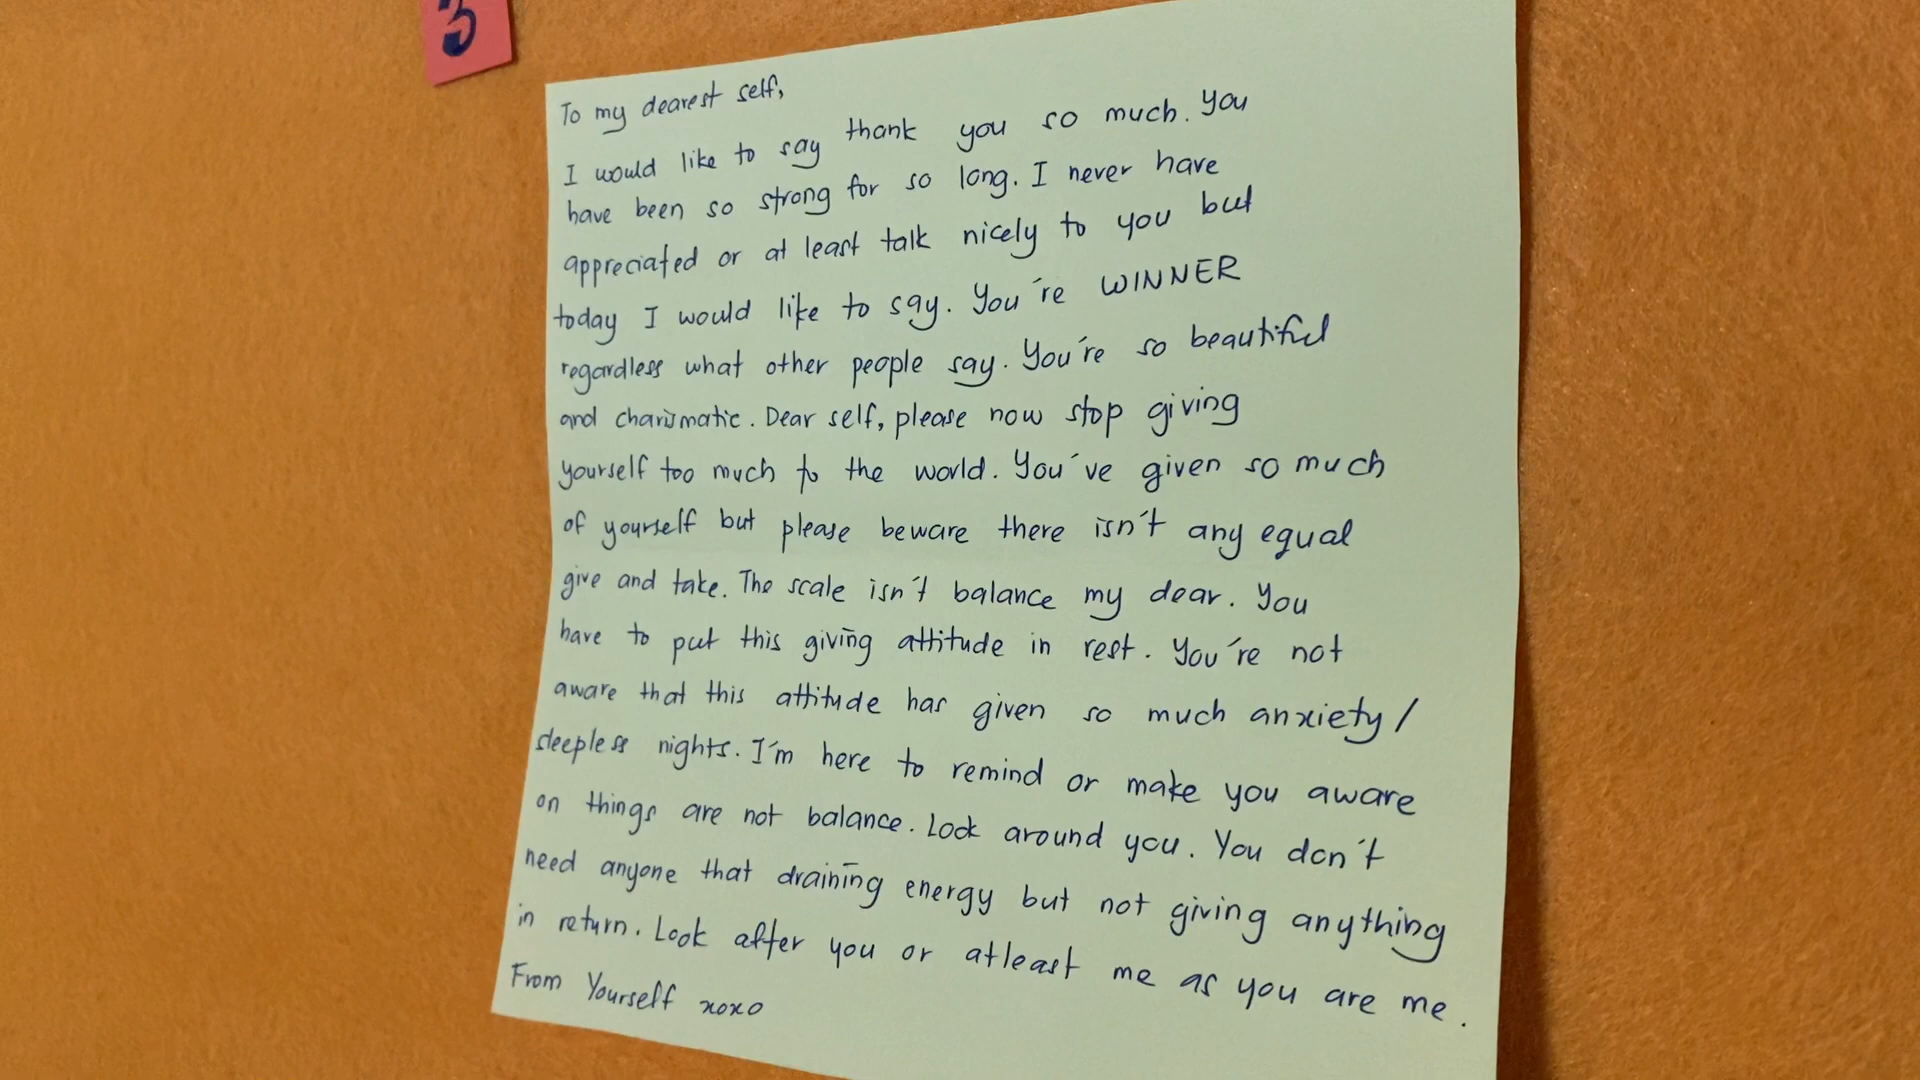 3
To my dearest self,
I would like to say thank you so much. You
have been so strong for so long. I never have
appreciated or at least talk nicely to you but
today I would like to say. You're WINNER
regardless what other people say. You're so beautiful
and charismatic. Dear self, please now stop giving
yourself too much to the world. You've given so much
of yourself but please beware there isn't any equal
give and take. The scale isn't balance my dear. You
have to put this giving attitude in rest. You're not
aware that this attitude has given so much anxiety/
sleepless nights. I'm here to remind or make you aware
on things are not balance. Look around you. You don't
need anyone that draining energy but not giving anything
in return. Look after you or atleast me as you are me.
From Yourself xoxo